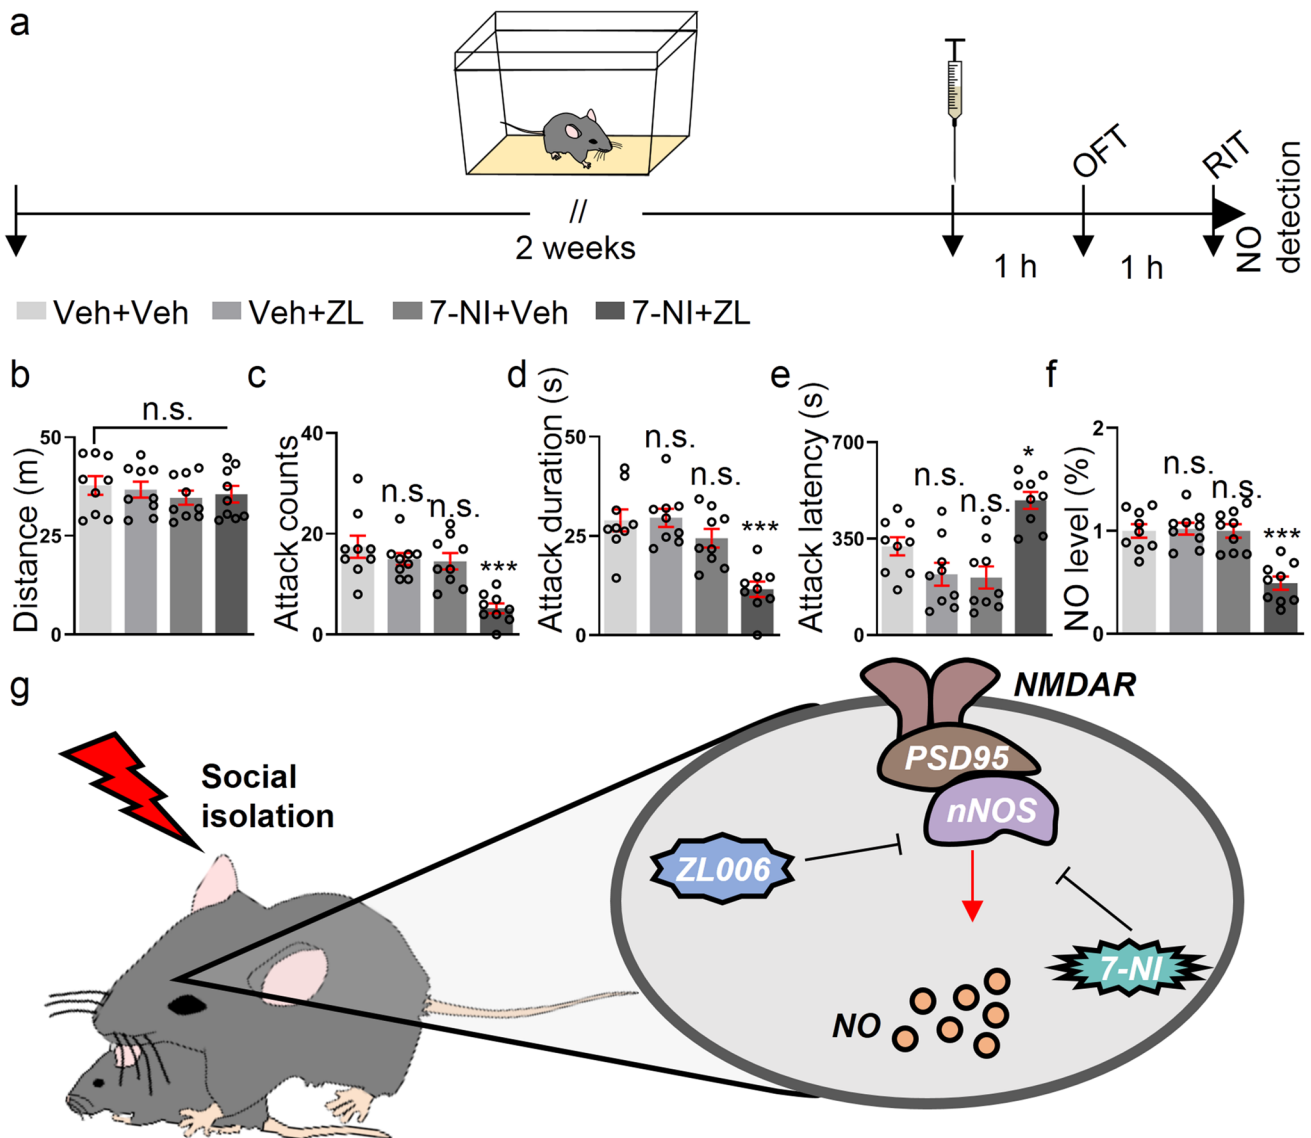 a
//
2 weeks
1 h
OFT
1 h
RIT
NO
detection
Veh+Veh
Veh+ZL
7-NI+Veh
7-NI+ZL
b
Distance (m)
50
25
0
n.s.
c
Attack counts
40
20
0
n.s.
n.s.
***
d
Attack duration (s)
50
25
0
n.s.
n.s.
***
e
Attack latency (s)
700
350
0
n.s.
n.s.
*
f
NO level (%)
2
1
0
n.s.
n.s.
***
g
Social
isolation
NMDAR
PSD95
nNOS
ZL006
7-NI
NO